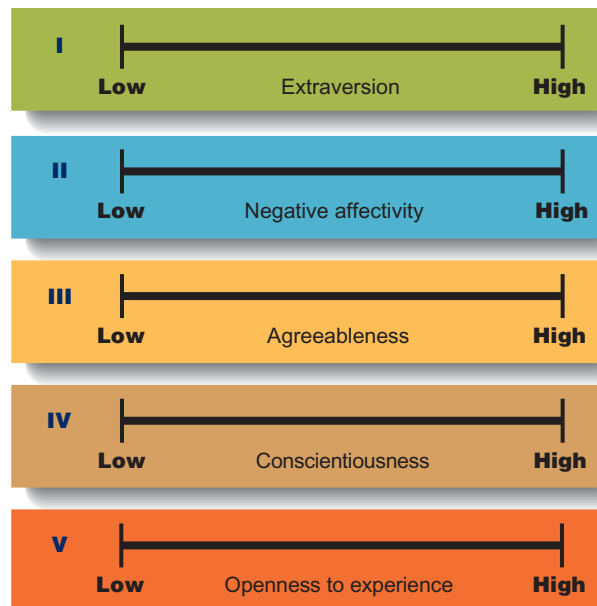 I
Low Extraversion High
II
Low Negative affectivity High
III
Low Agreeableness High
IV
Low Conscientiousness High
V
Low Openness to experience High